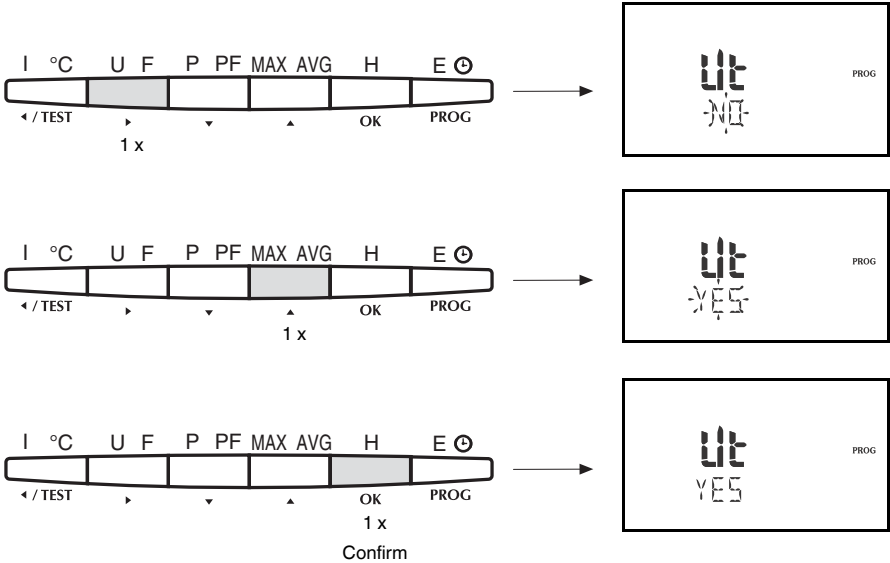 I °C U F P PF MAX AVG H E
/ TEST OK PROG
1 x
Ut
PROG
NO
I °C U F P PF MAX AVG H E
/ TEST OK PROG
1 x
Ut
PROG
YES
I °C U F P PF MAX AVG H E
/ TEST OK PROG
1 x
Confirm
Ut
PROG
YES